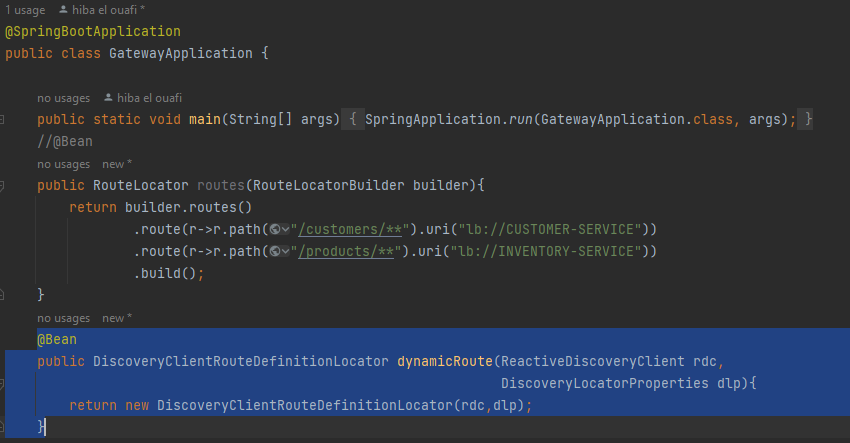 1 usage hiba el ouafi *
@SpringBootApplication
public class GatewayApplication {
no usages hiba el ouafi
public static void main(String[] args) { SpringApplication.run(GatewayApplication.class, args); }
//@Bean
no usages new *
public RouteLocator routes(RouteLocatorBuilder builder){
return builder.routes()
.route(r->r.path("/customers/**").uri("lb://CUSTOMER-SERVICE"))
.route(r->r.path("/products/**").uri("lb://INVENTORY-SERVICE"))
.build();
}
no usages new *
@Bean
public DiscoveryClientRouteDefinitionLocator dynamicRoute(ReactiveDiscoveryClient rdc,
DiscoveryLocatorProperties dlp){
return new DiscoveryClientRouteDefinitionLocator(rdc,dlp);
}